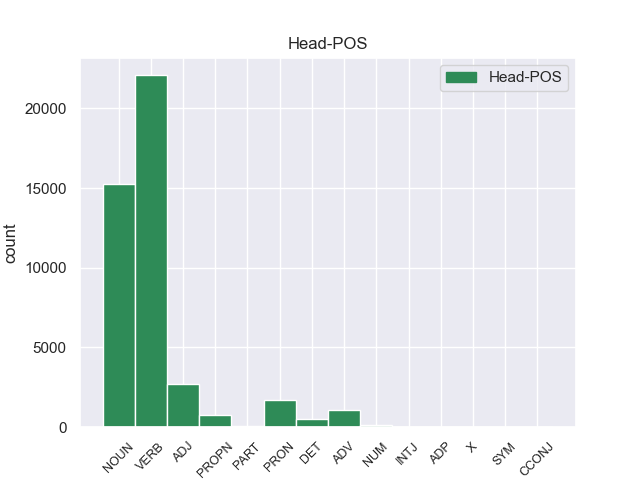 Head-POS
Head-POS
20000
15000
10000
5000
0
count
NOUN VERB ADJ PROPN PART PRON DET ADV NUM INTJ ADP X SYM CCONJ